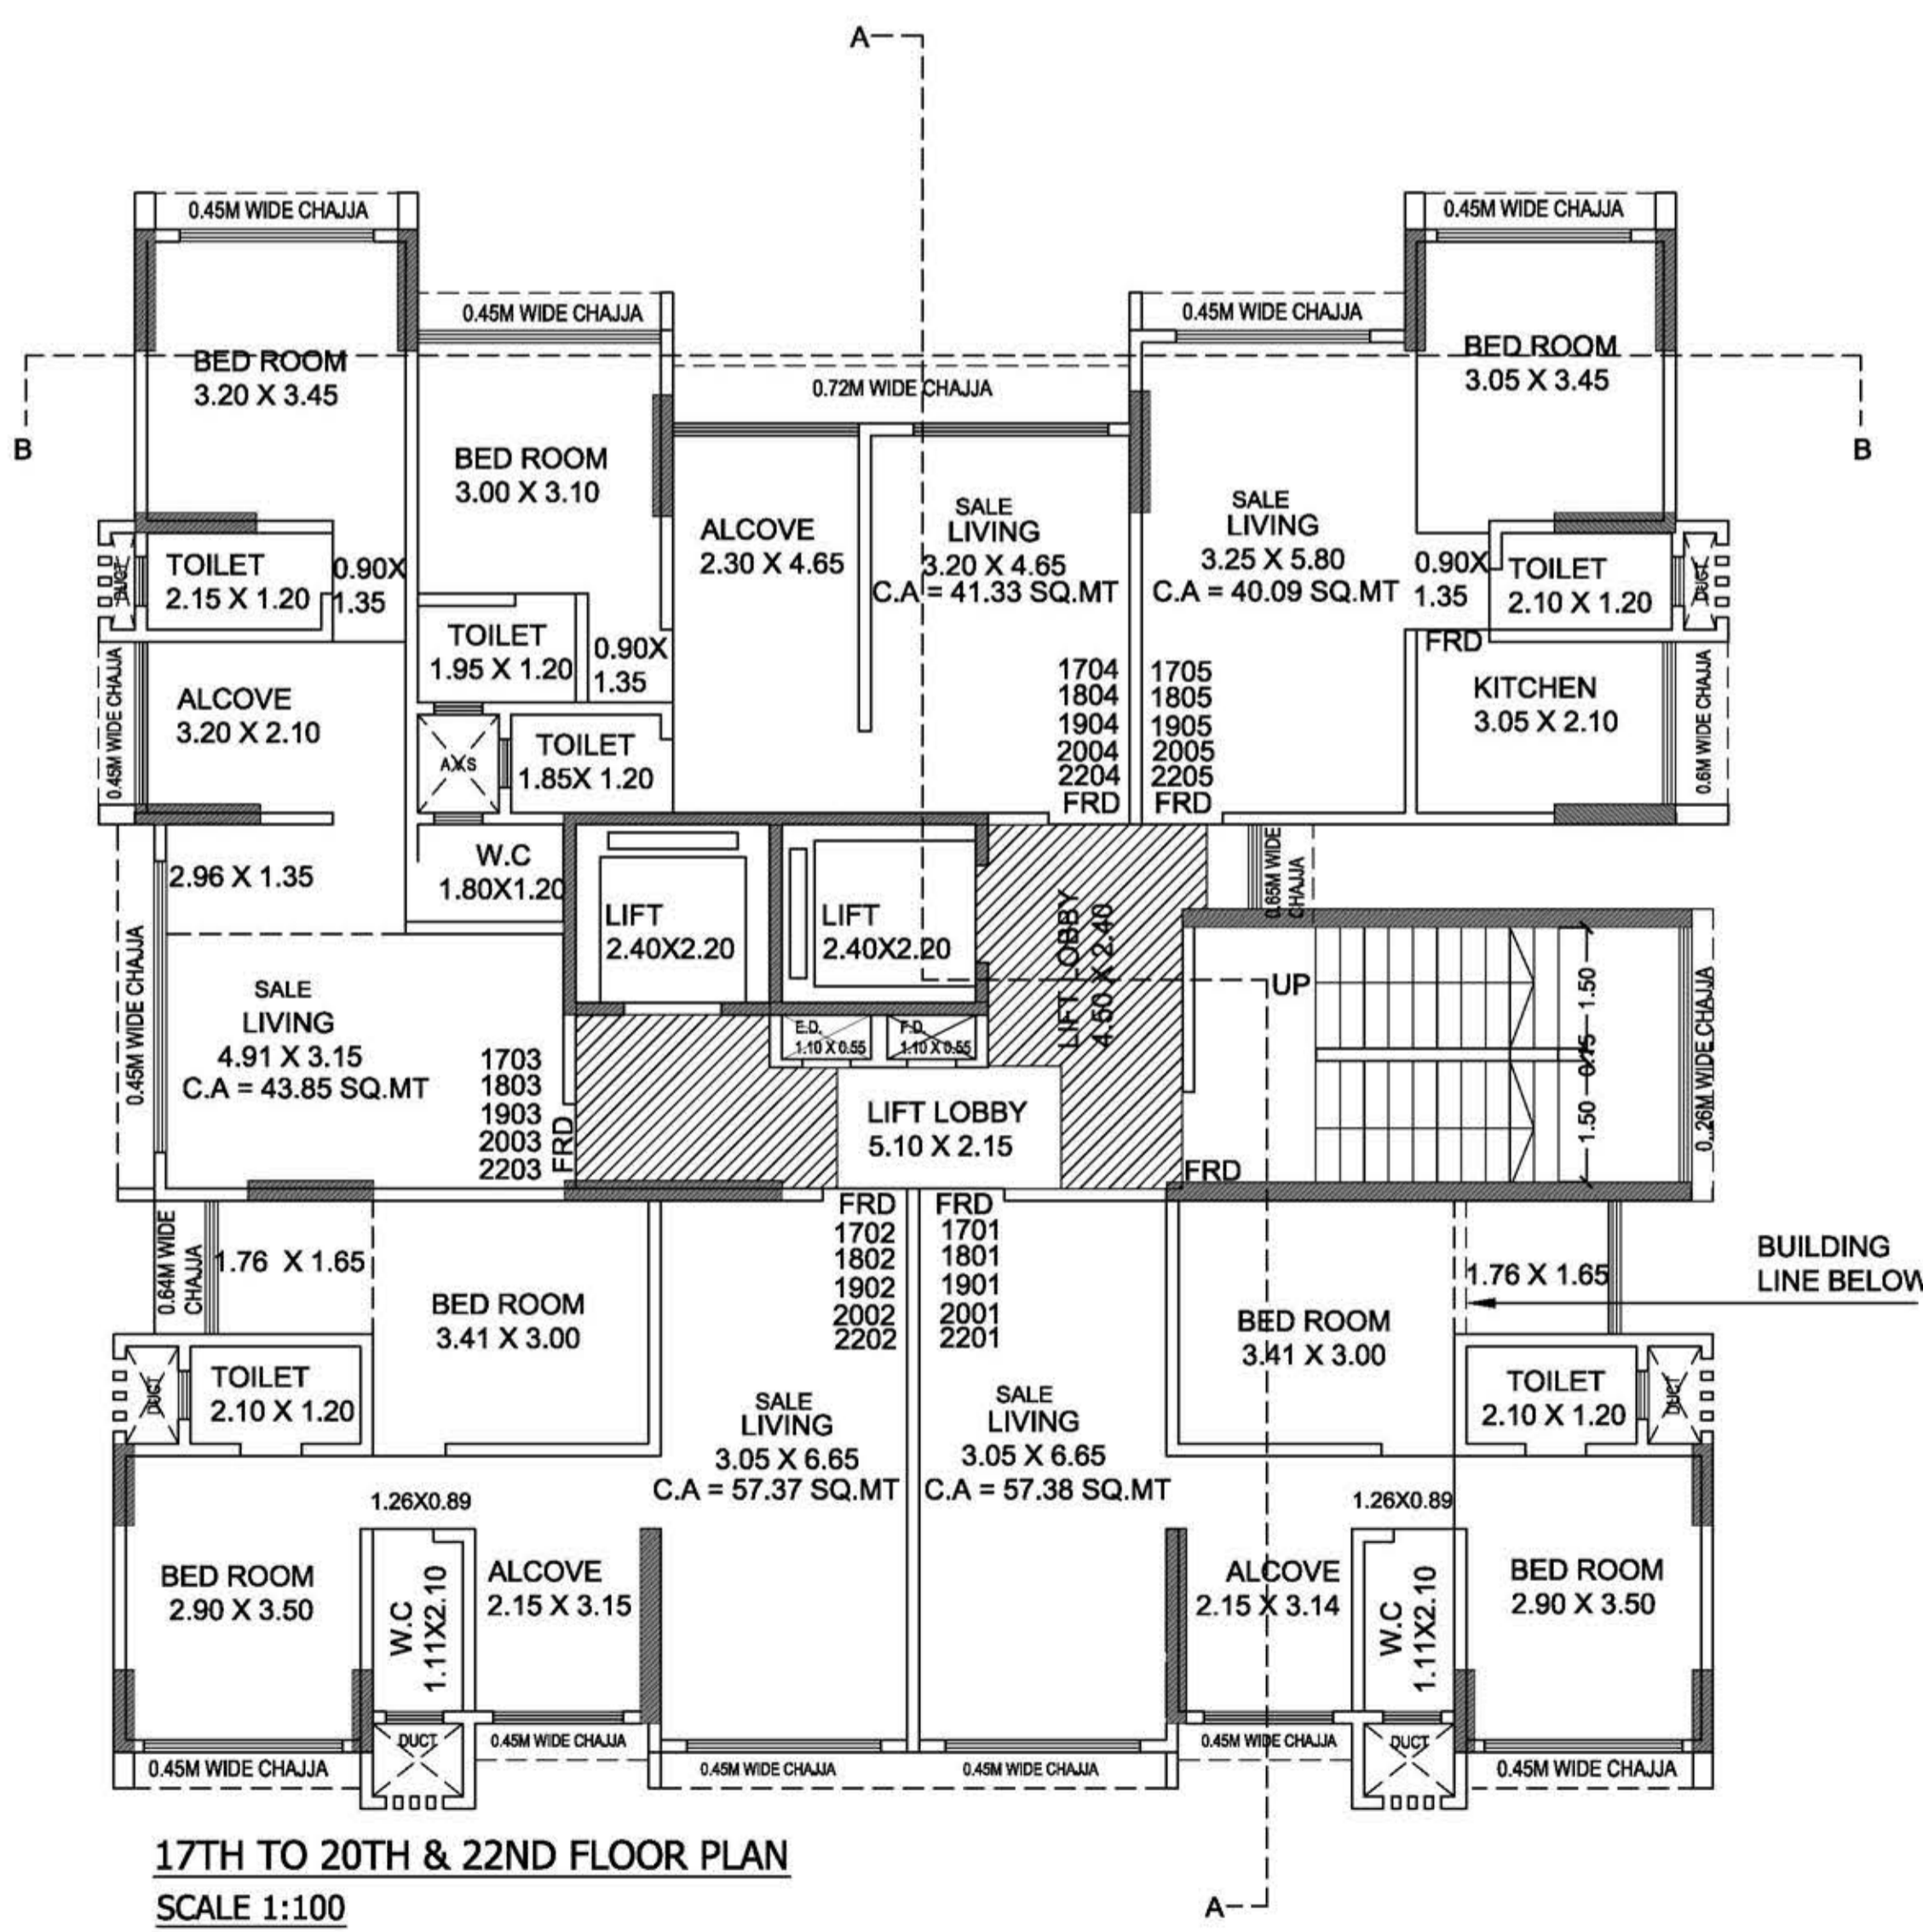 A
0.45M WIDE CHAJJA
0.45M WIDE CHAJJA
0.45M WIDE CHAJJA
0.45M WIDE CHAJJA
BED ROOM
3.20 X 3.45
BED ROOM
3.05 X 3.45
0.72M WIDE CHAJJA
B
B
BED ROOM
3.00 X 3.10
ALCOVE
2.30 X 4.65
SALE
LIVING
3.20 X 4.65
C.A = 41.33 SQ.MT
SALE
LIVING
3.25 X 5.80
C.A = 40.09 SQ.MT
DUCT
TOILET
2.15 X 1.20
0.90X
1.35
0.90X
1.35
TOILET
2.10 X 1.20
DUCT
TOILET
1.95 X 1.20
0.90X
1.35
FRD
0.45M WIDE CHAJJA
ALCOVE
3.20 X 2.10
1704
1804
1904
2004
2204
FRD
1705
1805
1905
2005
2205
FRD
KITCHEN
3.05 X 2.10
0.6M WIDE CHAJJA
A.V.S
TOILET
1.85X 1.20
2.96 X 1.35
W.C
1.80X1.20
LIFT
2.40X2.20
LIFT
2.40X2.20
LIFT LOBBY
4.50 X 2.40
0.65M WIDE
CHAJJA
0.45M WIDE CHAJJA
SALE
LIVING
4.91 X 3.15
C.A = 43.85 SQ.MT
1703
1803
1903
2003
2203
FRD
E.D.
1.10 X 0.55
F.D.
1.10 X 0.55
LIFT LOBBY
5.10 X 2.15
UP
1.50
0.15
1.50
0..26M WIDE CHAJJA
FRD
0.64M WIDE
CHAJJA
1.76 X 1.65
BED ROOM
3.41 X 3.00
FRD
1702
1802
1902
2002
2202
FRD
1701
1801
1901
2001
2201
BED ROOM
3.41 X 3.00
1.76 X 1.65
BUILDING
LINE BELOW
DUCT
TOILET
2.10 X 1.20
SALE
LIVING
3.05 X 6.65
C.A = 57.37 SQ.MT
SALE
LIVING
3.05 X 6.65
C.A = 57.38 SQ.MT
TOILET
2.10 X 1.20
DUCT
1.26X0.89
1.26X0.89
BED ROOM
2.90 X 3.50
W.C
1.11X2.10
ALCOVE
2.15 X 3.15
ALCOVE
2.15 X 3.14
W.C
1.11X2.10
BED ROOM
2.90 X 3.50
DUCT
0.45M WIDE CHAJJA
0.45M WIDE CHAJJA
DUCT
0.45M WIDE CHAJJA
0.45M WIDE CHAJJA
0.45M WIDE CHAJJA
0.45M WIDE CHAJJA
17TH TO 20TH & 22ND FLOOR PLAN
SCALE 1:100
A